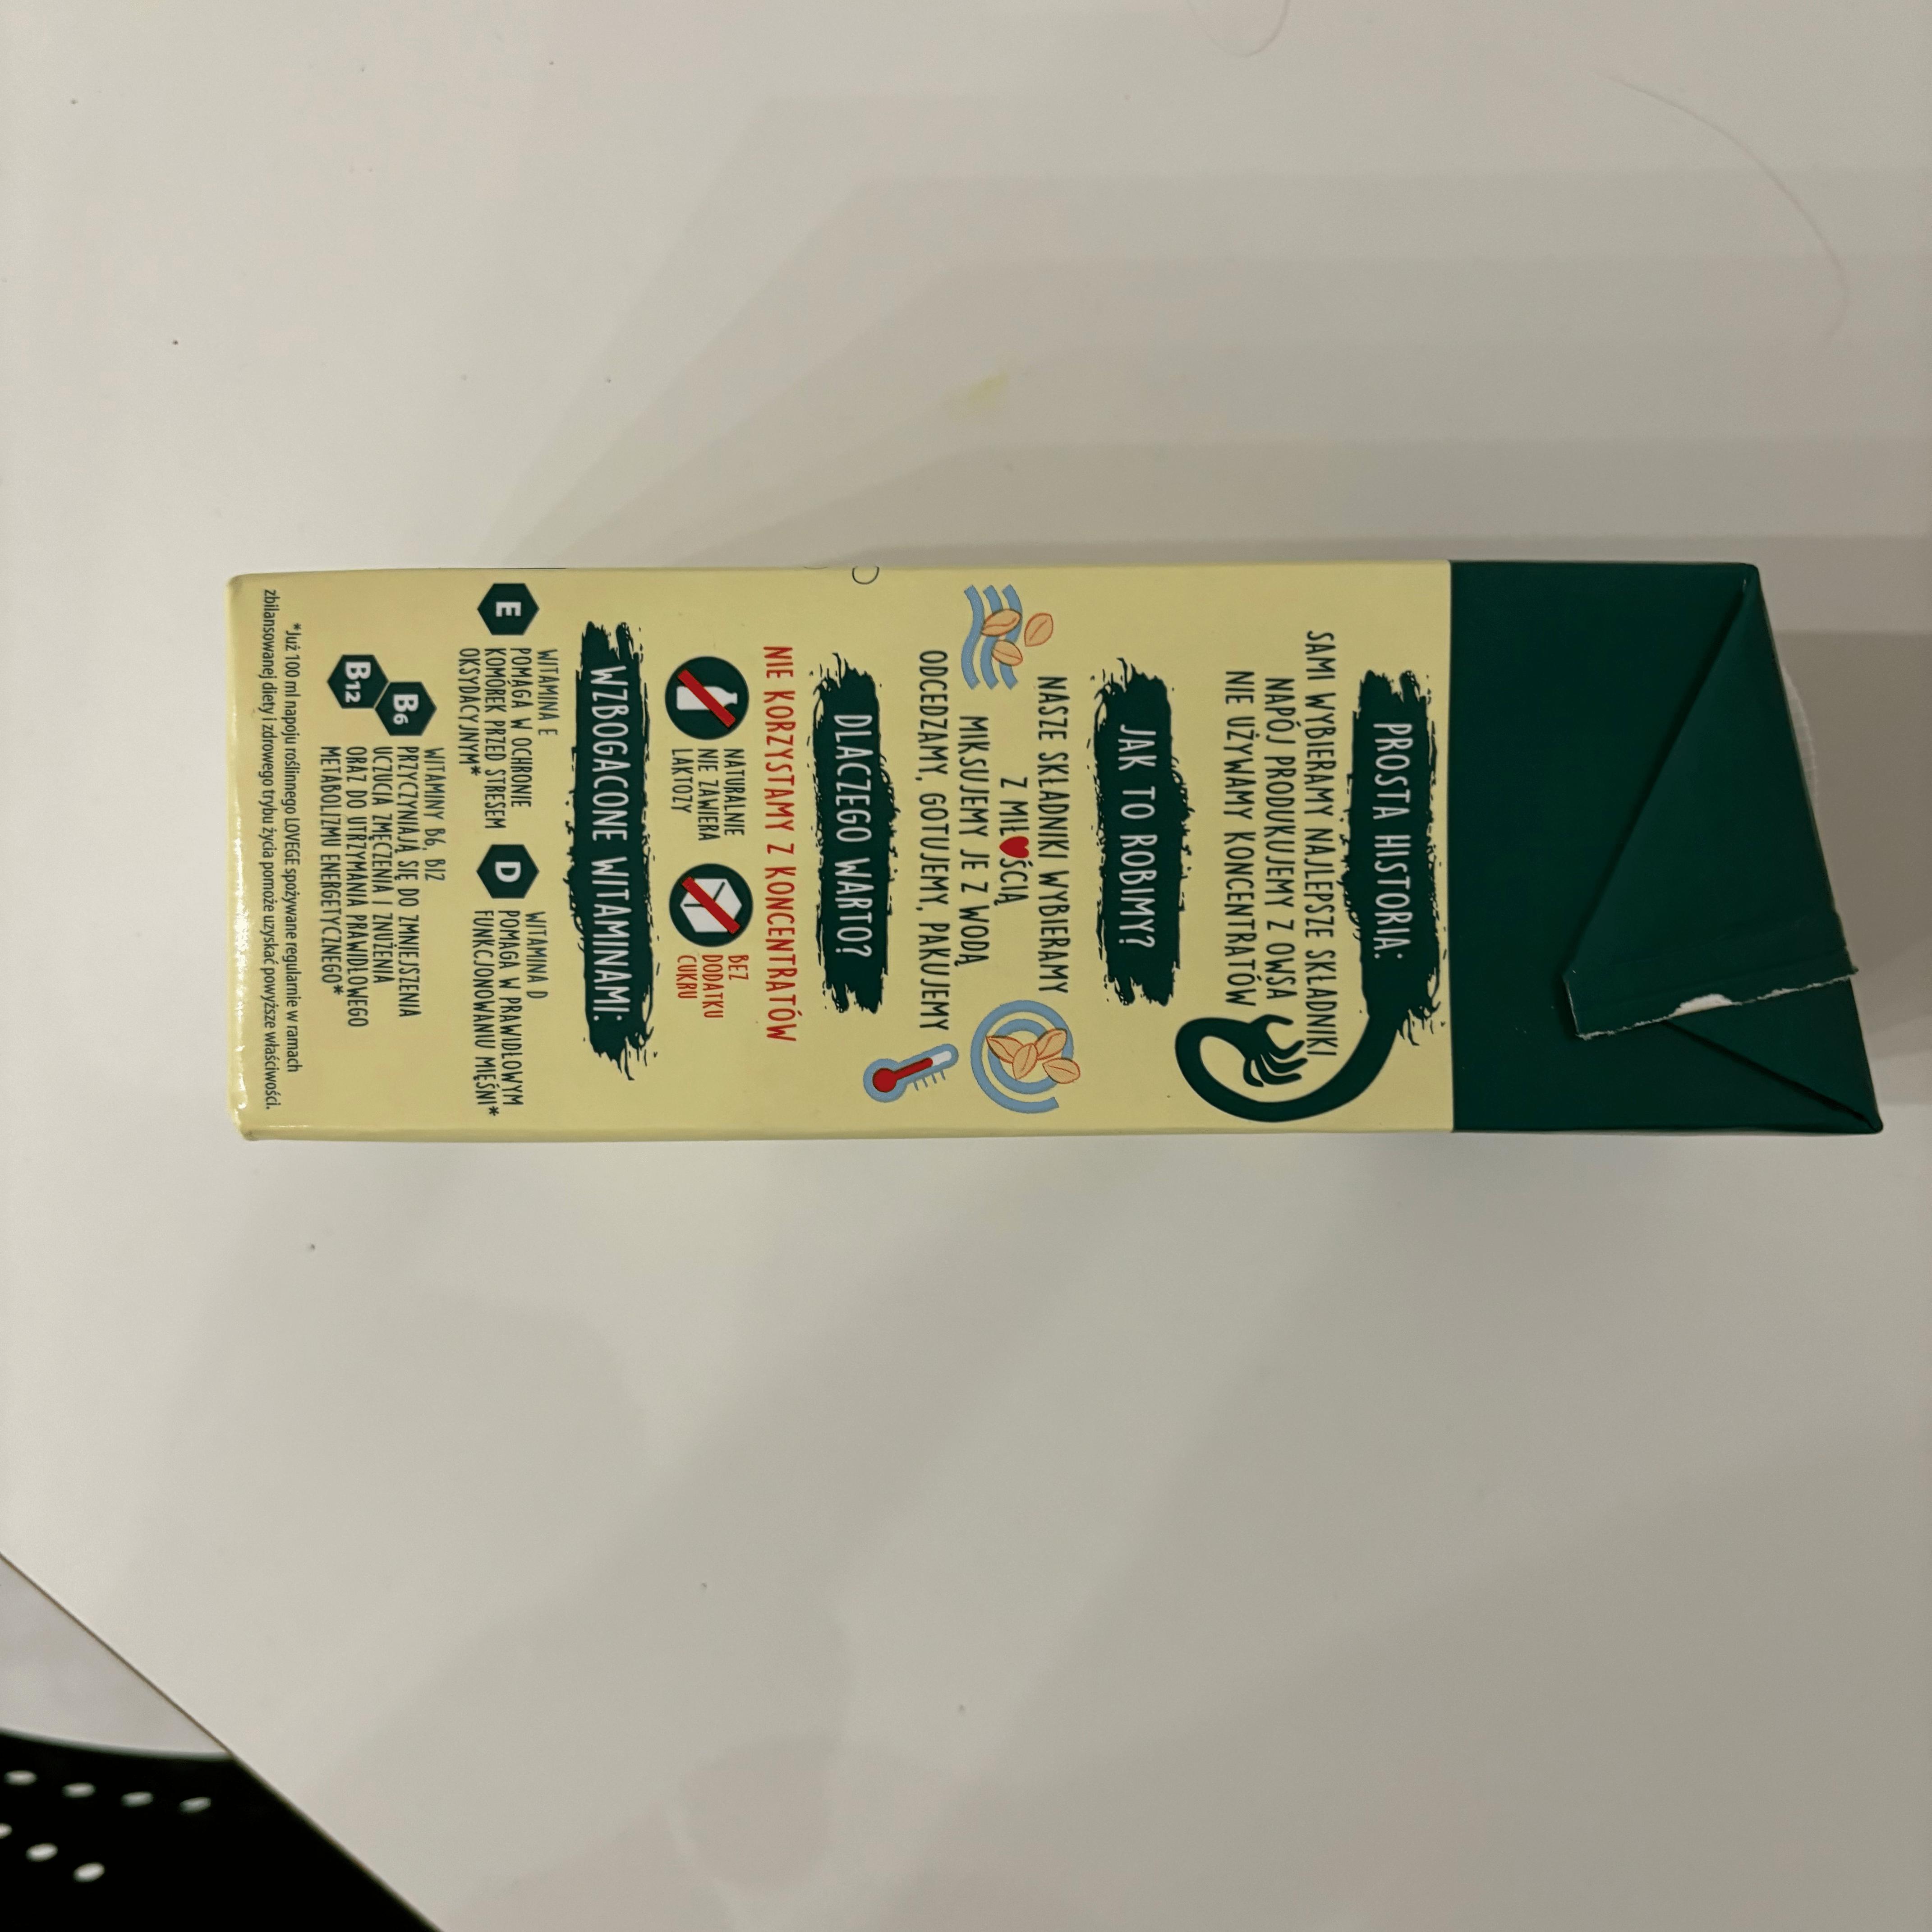 PROSTA HISTORIA:
SAMI WYBIERAMY NAJLEPSZE SKŁADNIKI
NAPÓJ PRODUKUJEMY Z OWSA
NIE UŻYWAMY KONCENTRATÓW
JAK TO ROBIMY?
NASZE SKŁADNIKI WYBIERAMY
Z MIŁ♥ŚCIĄ
MIKSUJEMY JE Z WODĄ
ODCEDZAMY, GOTUJEMY, PAKUJEMY
DLACZEGO WARTO?
NIE KORZYSTAMY Z KONCENTRATÓW
NATURALNIE
NIE ZAWIERA
LAKTOZY
BEZ
DODATKU
CUKRU
WZBOGACONE WITAMINAMI:
E
WITAMINA E
POMAGA W OCHRONIE
KOMÓREK PRZED STRESEM
OKSYDACYJNYM*
D
WITAMINA D
POMAGA W PRAWIDŁOWYM
FUNKCJONOWANIU MIĘŚNI*
B6
B12
WITAMINY B6, B12
PRZYCZYNIAJĄ SIĘ DO ZMNIEJSZENIA
UCZUCIA ZMĘCZENIA I ZNUŻENIA
ORAZ DO UTRZYMANIA PRAWIDŁOWEGO
METABOLIZMU ENERGETYCZNEGO*
*Już 100 ml napoju roślinnego LOVEGE spożywane regularnie w ramach
zbilansowanej diety i zdrowego trybu życia pomoże uzyskać powyższe właściwości.